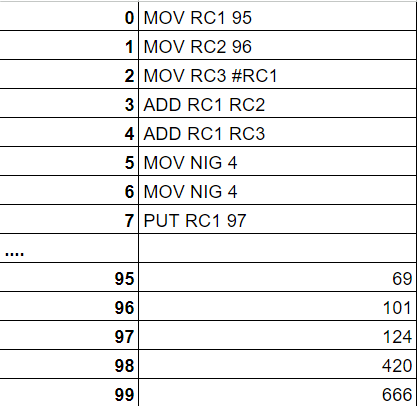 0 MOV RC1 95
1 MOV RC2 96
2 MOV RC3 #RC1
3 ADD RC1 RC2
4 ADD RC1 RC3
5 MOV NIG 4
6 MOV NIG 4
7 PUT RC1 97
....
95 69
96 101
97 124
98 420
99 666